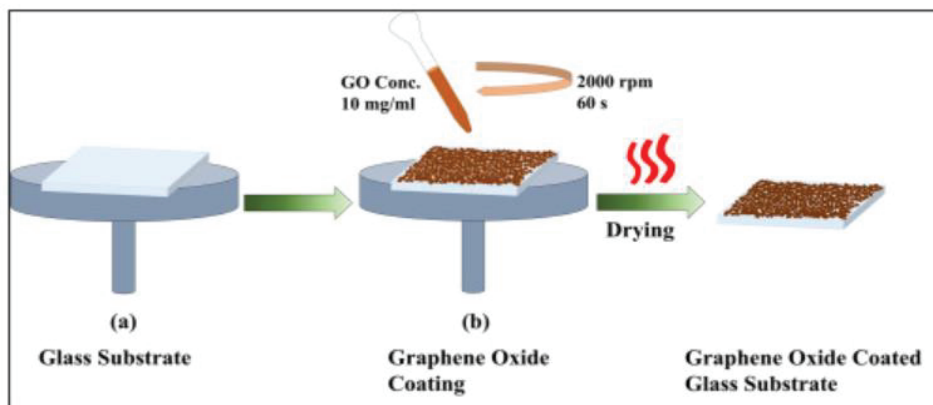 GO Conc.
10 mg/ml
2000 rpm
60 s
Drying
(a)
(b)
Glass Substrate
Graphene Oxide
Coating
Graphene Oxide Coated
Glass Substrate